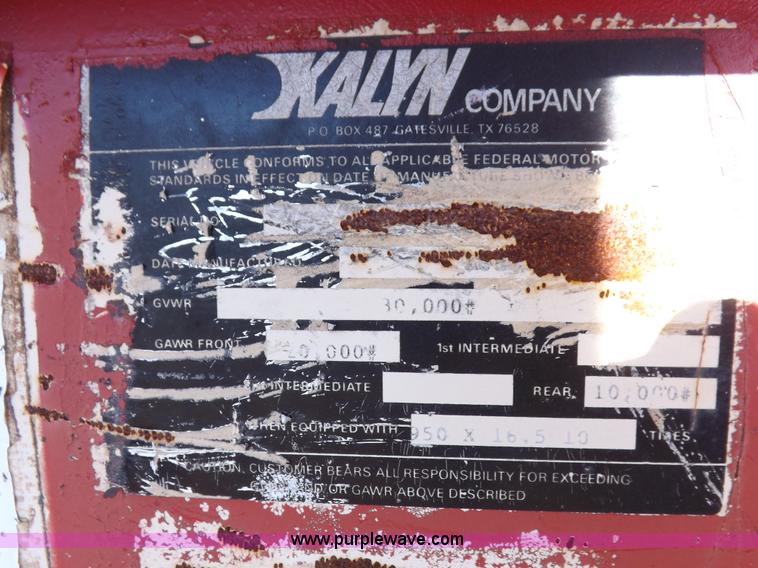 KALYN COMPANY
P.O. BOX 487 GATESVILLE, TX 76528
THIS VEHICLE CONFORMS TO ALL APPLICABLE FEDERAL MOTOR
STANDARDS IN EFFECT ON DATE OF MANUFACTURE SHOWN
SERIAL NO.
DATE MANUFACTURED
GVWR 30,000#
GAWR FRONT 20,000# 1st INTERMEDIATE
INTERMEDIATE REAR 10,000#
WHEN EQUIPPED WITH 950 X 16.5 10 TIRES
CAUTION, CUSTOMER BEARS ALL RESPONSIBILITY FOR EXCEEDING
OR GAWR ABOVE DESCRIBED
www.purplewave.com